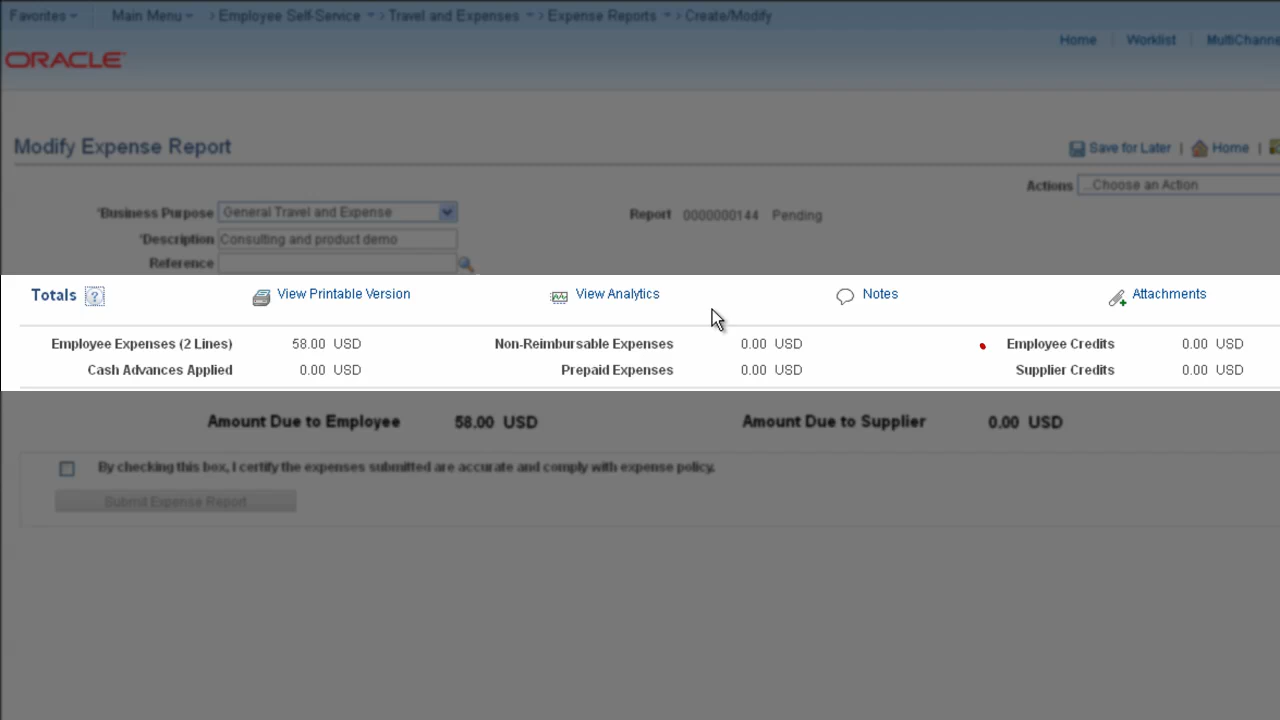 Favorites Main Menu > Employee Self-Service > Travel and Expenses > Expense Reports > Create/Modify
Home Worklist MultiChanne
ORACLE
Modify Expense Report Save for Later | Home |
Actions ...Choose an Action
*Business Purpose General Travel and Expense Report 0000000144 Pending
*Description Consulting and product demo
Reference
Totals ? View Printable Version View Analytics Notes Attachments
Employee Expenses (2 Lines) 58.00 USD Non-Reimbursable Expenses 0.00 USD Employee Credits 0.00 USD
Cash Advances Applied 0.00 USD Prepaid Expenses 0.00 USD Supplier Credits 0.00 USD
Amount Due to Employee 58.00 USD Amount Due to Supplier 0.00 USD
By checking this box, I certify the expenses submitted are accurate and comply with expense policy.
Submit Expense Report